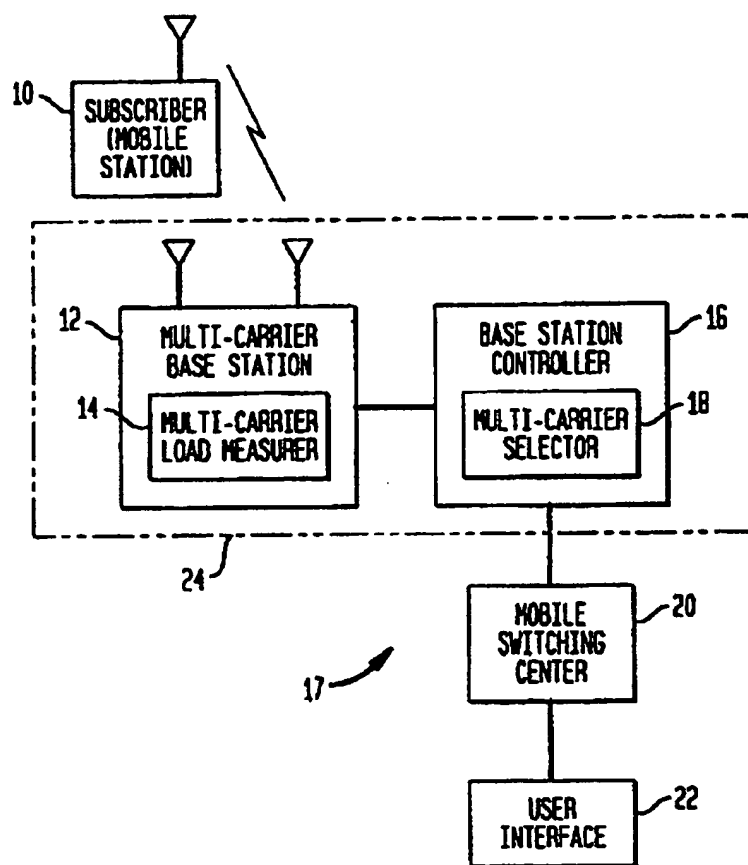 10
SUBSCRIBER
(MOBILE
STATION)
12
MULTI-CARRIER
BASE STATION
14
MULTI-CARRIER
LOAD MEASURER
BASE STATION
CONTROLLER
16
MULTI-CARRIER
SELECTOR
18
24
MOBILE
SWITCHING
CENTER
20
17
USER
INTERFACE
22